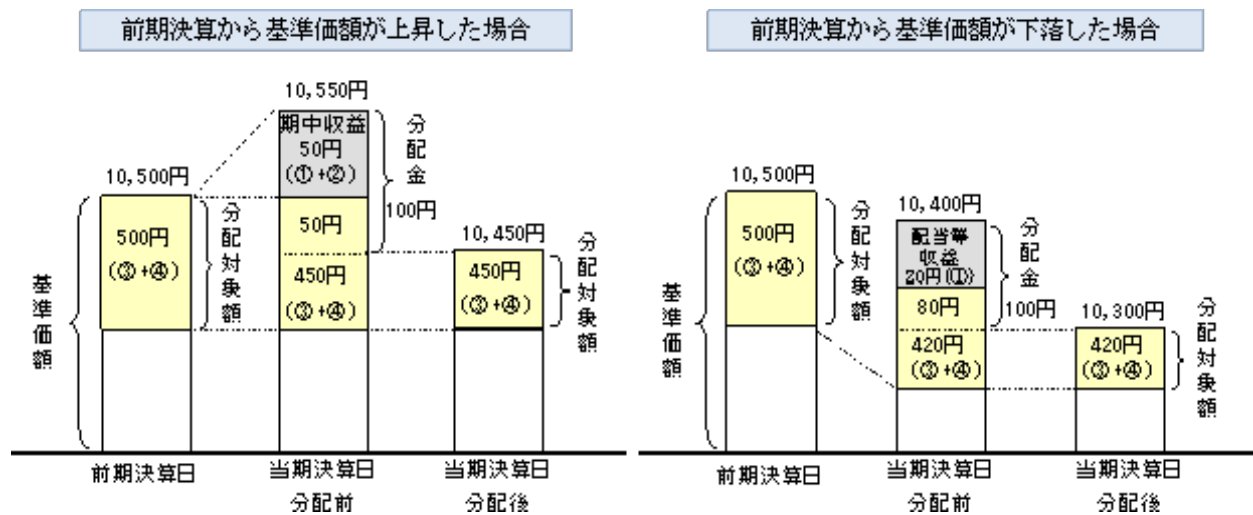 前期決算から基準価額が上昇した場合
10,550円
期中収益
50円
(①+②)
分配金
100円
10,500円
500円
(③+④)
分配対象額
50円
450円
(③+④)
10,450円
450円
(③+④)
分配対象額
基準価額
前期決算日
当期決算日
分配前
当期決算日
分配後
前期決算から基準価額が下落した場合
10,500円
500円
(③+④)
分配対象額
10,400円
配当等
収益
20円(①)
分配金
100円
80円
420円
(③+④)
10,300円
420円
(③+④)
分配対象額
基準価額
前期決算日
当期決算日
分配前
当期決算日
分配後